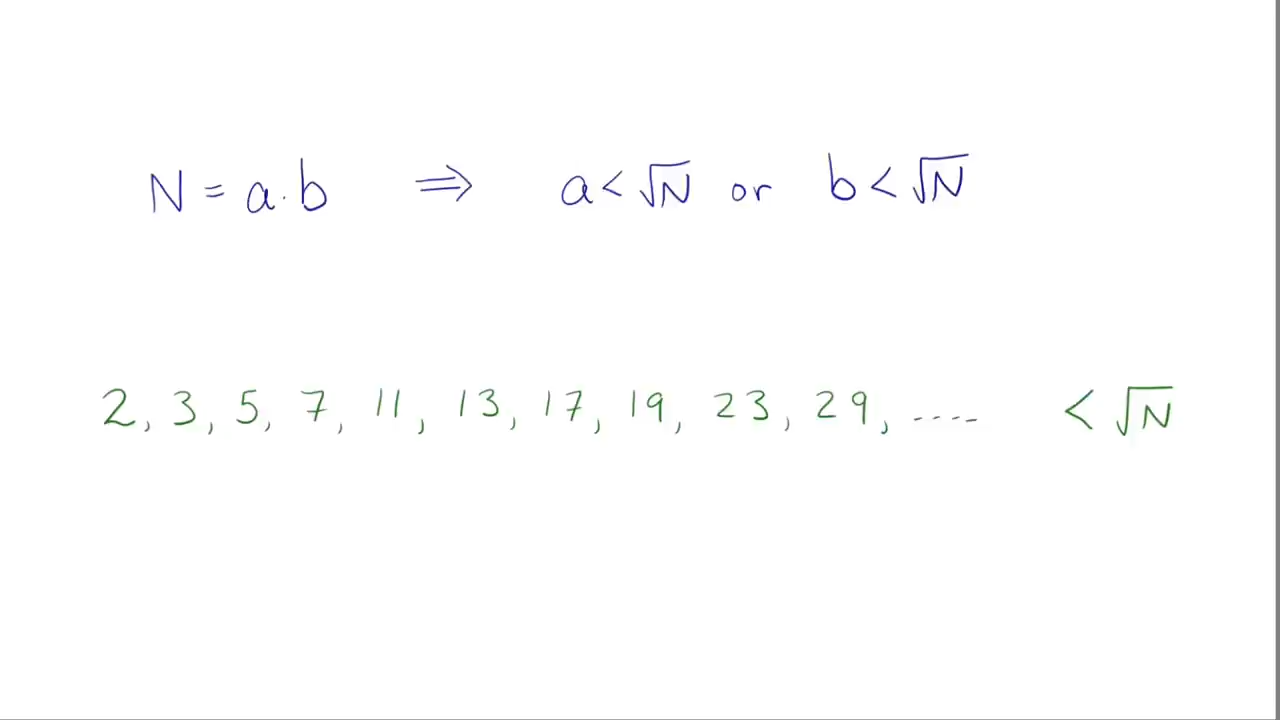 N = a·b ⇒ a < √N or b < √N
2, 3, 5, 7, 11, 13, 17, 19, 23, 29, .... < √N